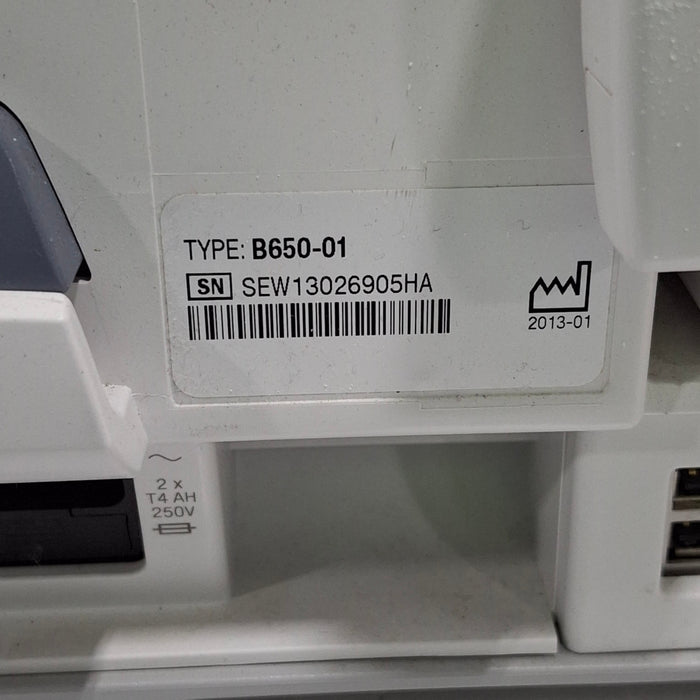 TYPE: B650-01
SN SEW13026905HA
2013-01
2 x
T4 AH
250V